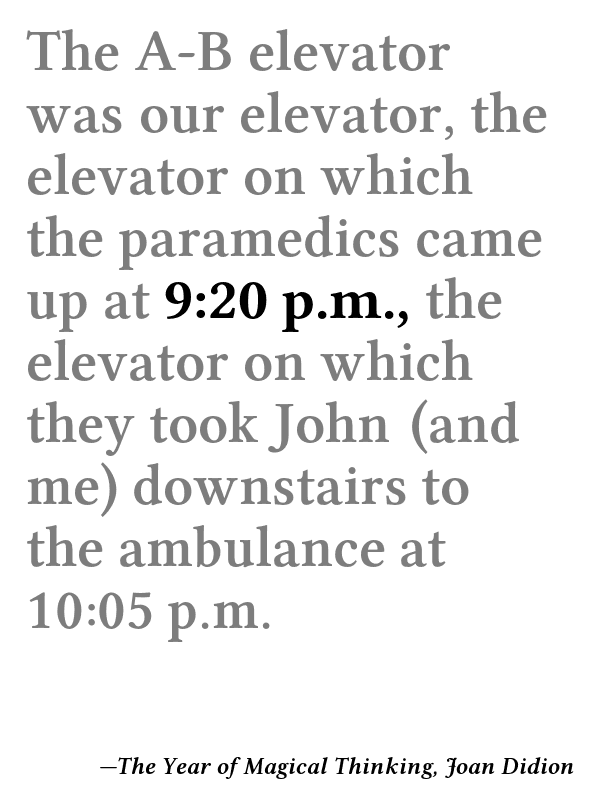 The A-B elevator
was our elevator, the
elevator on which
the paramedics came
up at 9:20 p.m., the
elevator on which
they took John (and
me) downstairs to
the ambulance at
10:05 p.m.
—The Year of Magical Thinking, Joan Didion